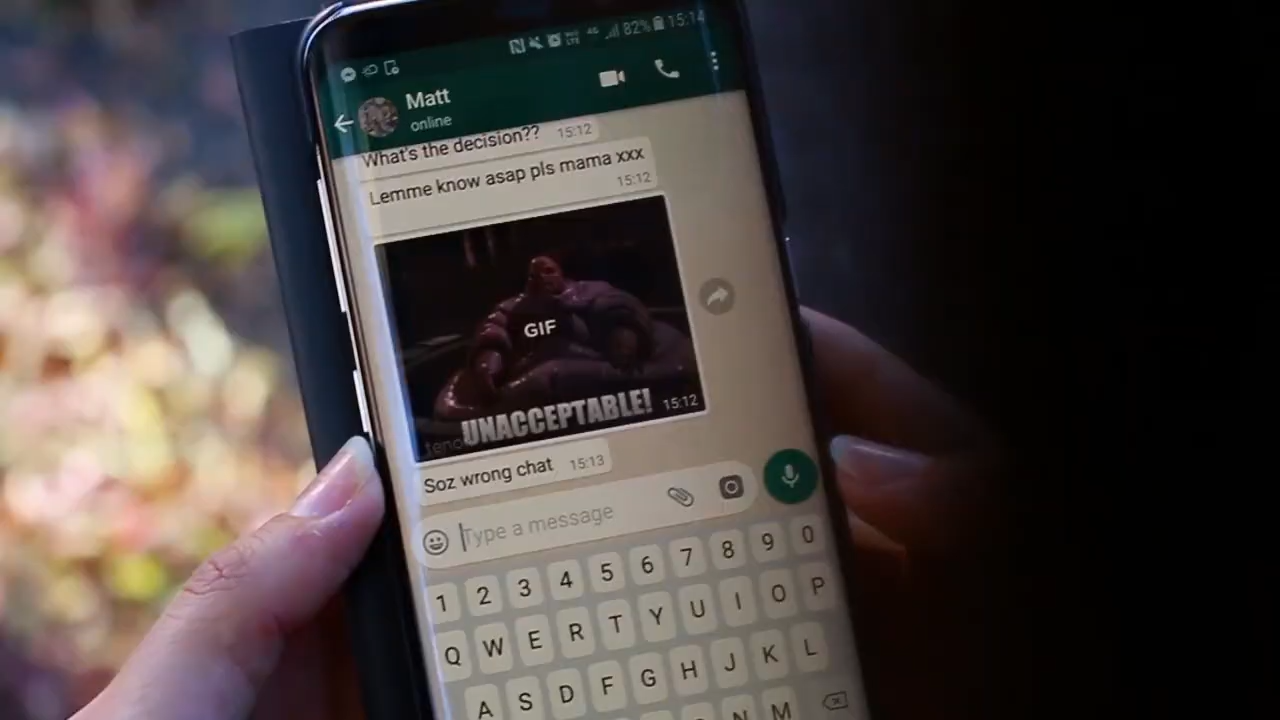 82% 15:14
Matt
online
What's the decision?? 15:12
Lemme know asap pls mama xxx
15:12
GIF
UNACCEPTABLE! 15:12
Soz wrong chat 15:13
Type a message
1 2 3 4 5 6 7 8 9 0
Q W E R T Y U I O P
A S D F G H J K L
N M